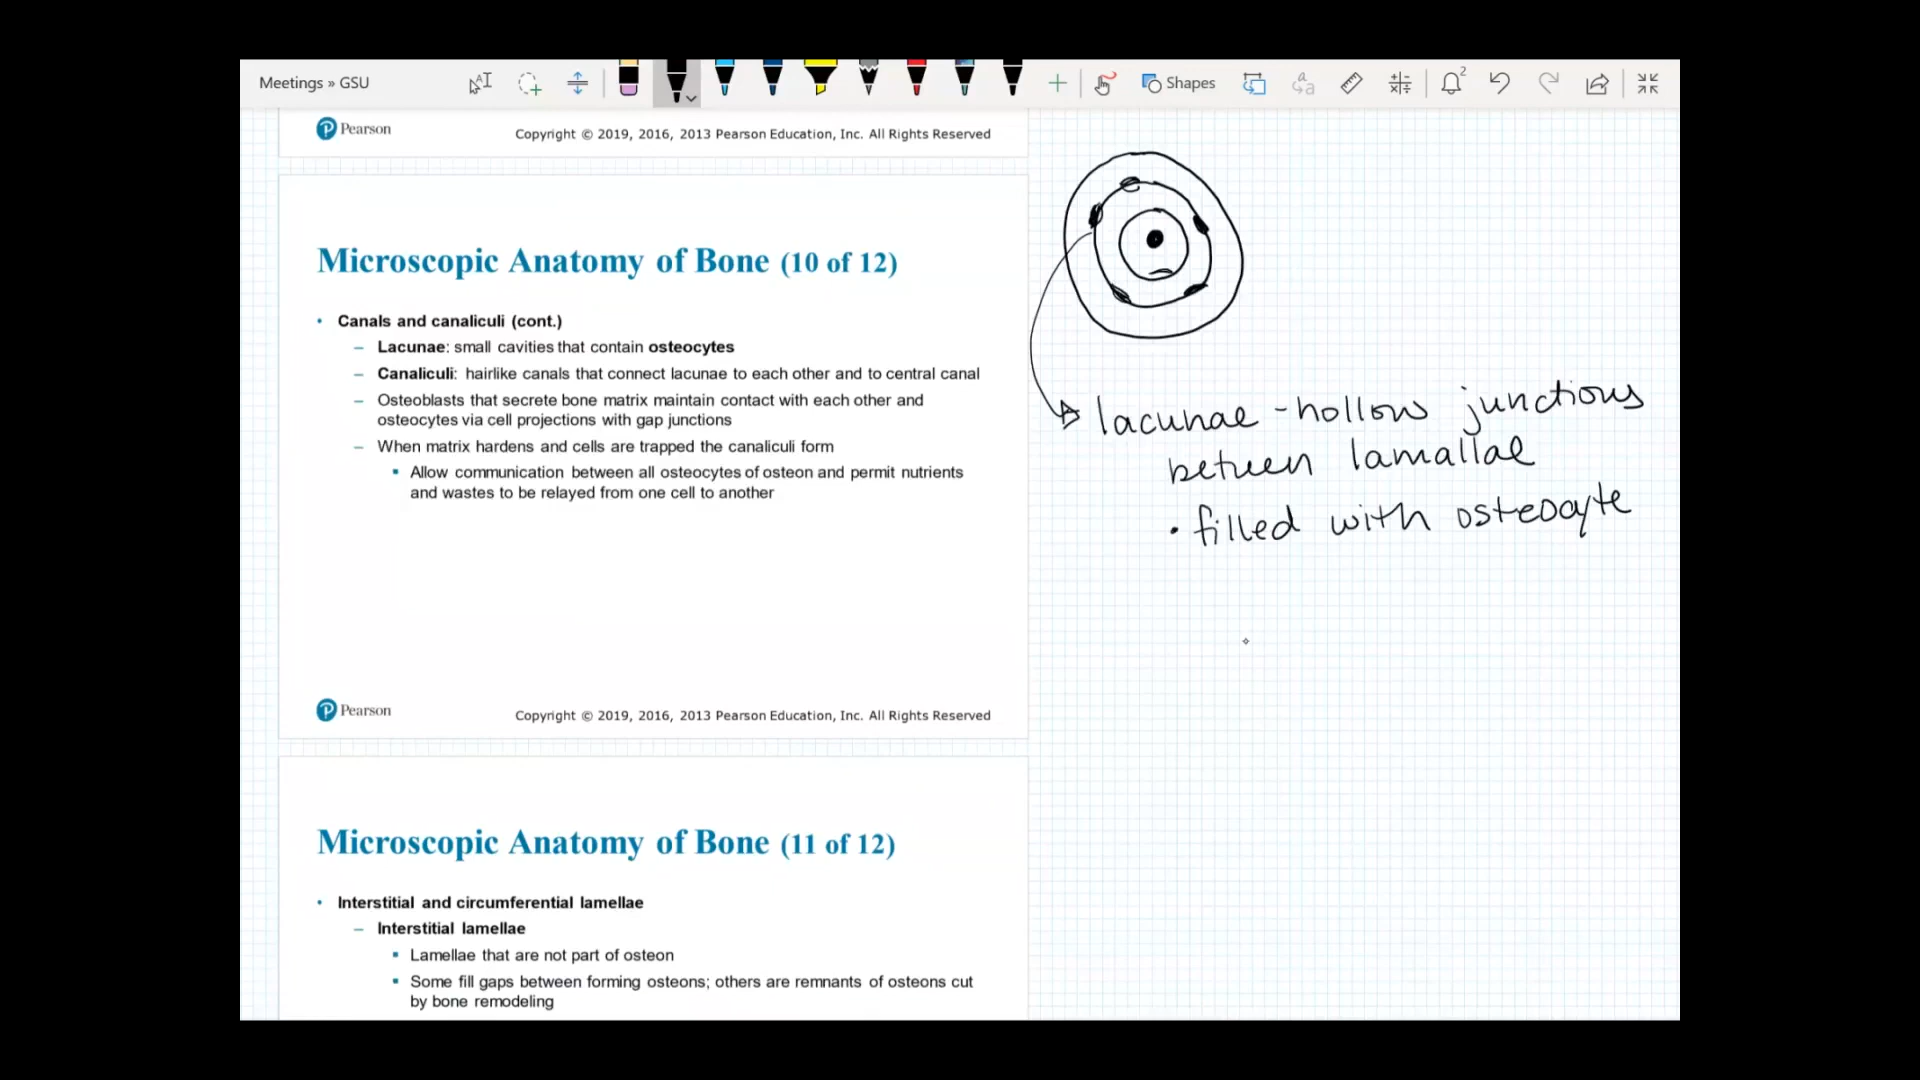 Meetings » GSU
Shapes
2
Pearson
Copyright © 2019, 2016, 2013 Pearson Education, Inc. All Rights Reserved
Microscopic Anatomy of Bone (10 of 12)
• Canals and canaliculi (cont.)
– Lacunae: small cavities that contain osteocytes
– Canaliculi: hairlike canals that connect lacunae to each other and to central canal
– Osteoblasts that secrete bone matrix maintain contact with each other and
osteocytes via cell projections with gap junctions
– When matrix hardens and cells are trapped the canaliculi form
▪ Allow communication between all osteocytes of osteon and permit nutrients
and wastes to be relayed from one cell to another
Pearson
Copyright © 2019, 2016, 2013 Pearson Education, Inc. All Rights Reserved
Microscopic Anatomy of Bone (11 of 12)
• Interstitial and circumferential lamellae
– Interstitial lamellae
▪ Lamellae that are not part of osteon
▪ Some fill gaps between forming osteons; others are remnants of osteons cut
by bone remodeling
lacunae - hollow junctions
between lamallae
• filled with osteocyte